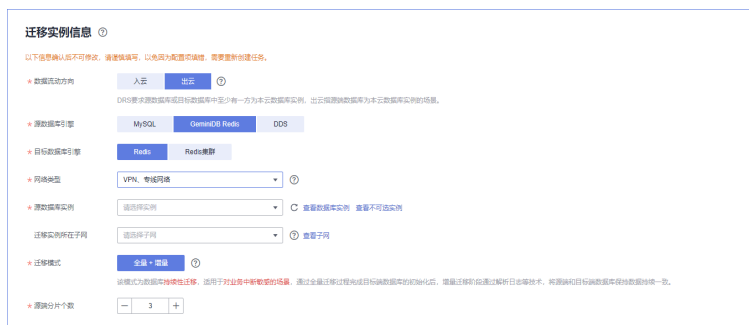 迁移实例信息 ?
以下信息确认后不可修改，请谨慎填写，以免因为配置项填错，需要重新创建任务。
* 数据流动方向 入云 出云 ?
DRS要求源数据库或目标数据库中至少有一方为本云数据库实例，出云指源端数据库为本云数据库实例的场景。
* 源数据库引擎 MySQL GeminiDB Redis DDS
* 目标数据库引擎 Redis Redis集群
* 网络类型 VPN、专线网络 ?
* 源数据库实例 请选择实例 查看数据库实例 查看不可选实例
迁移实例所在子网 请选择子网 ? 查看子网
* 迁移模式 全量+增量 ?
该模式为数据库持续性迁移，适用于对业务中断敏感的场景，通过全量迁移过程完成目标端数据库的初始化后，增量迁移阶段通过解析日志等技术，将源端和目标端数据库保持数据持续一致。
* 源端分片个数 − 3 +